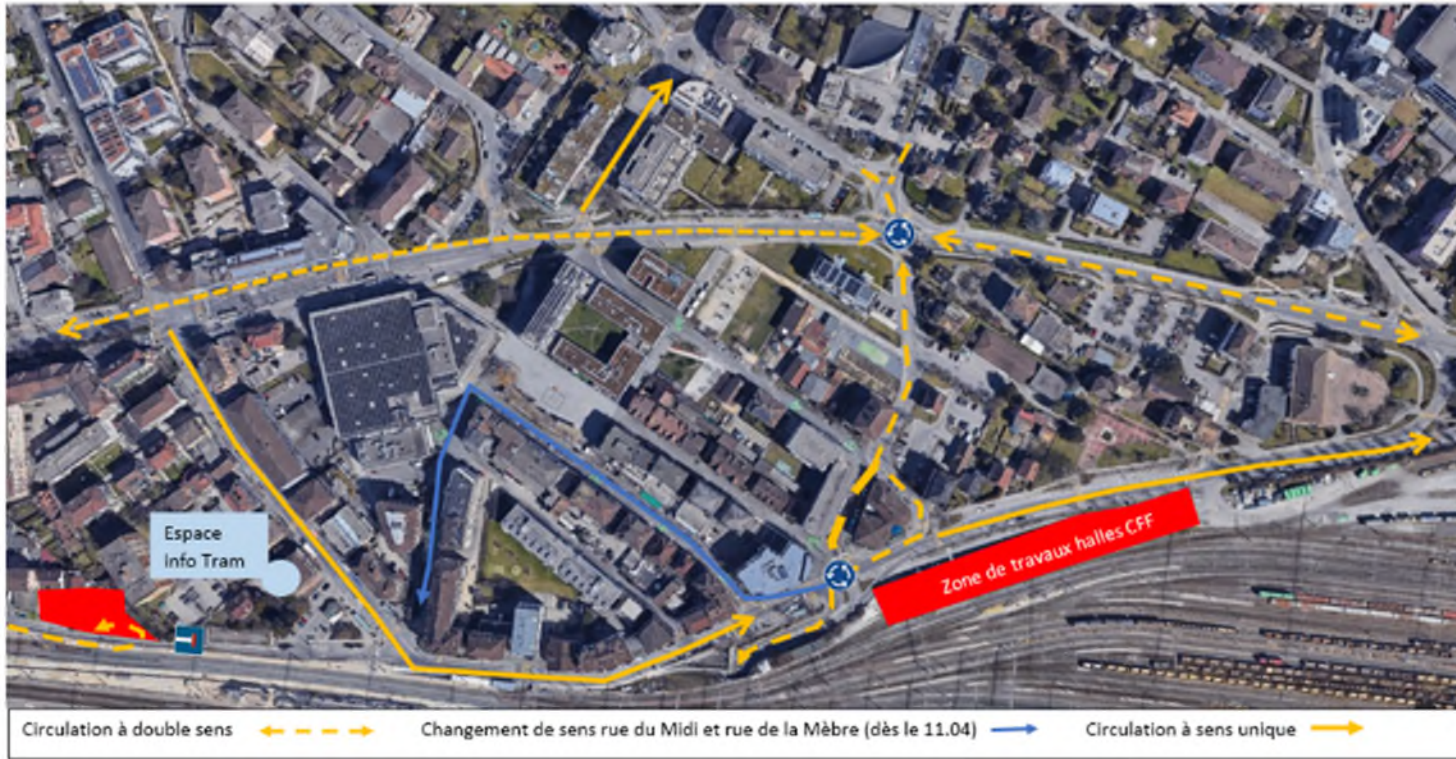 Espace
Info Tram
Zone de travaux halles CFF
Circulation à double sens
Changement de sens rue du Midi et rue de la Mèbre (dès le 11.04)
Circulation à sens unique